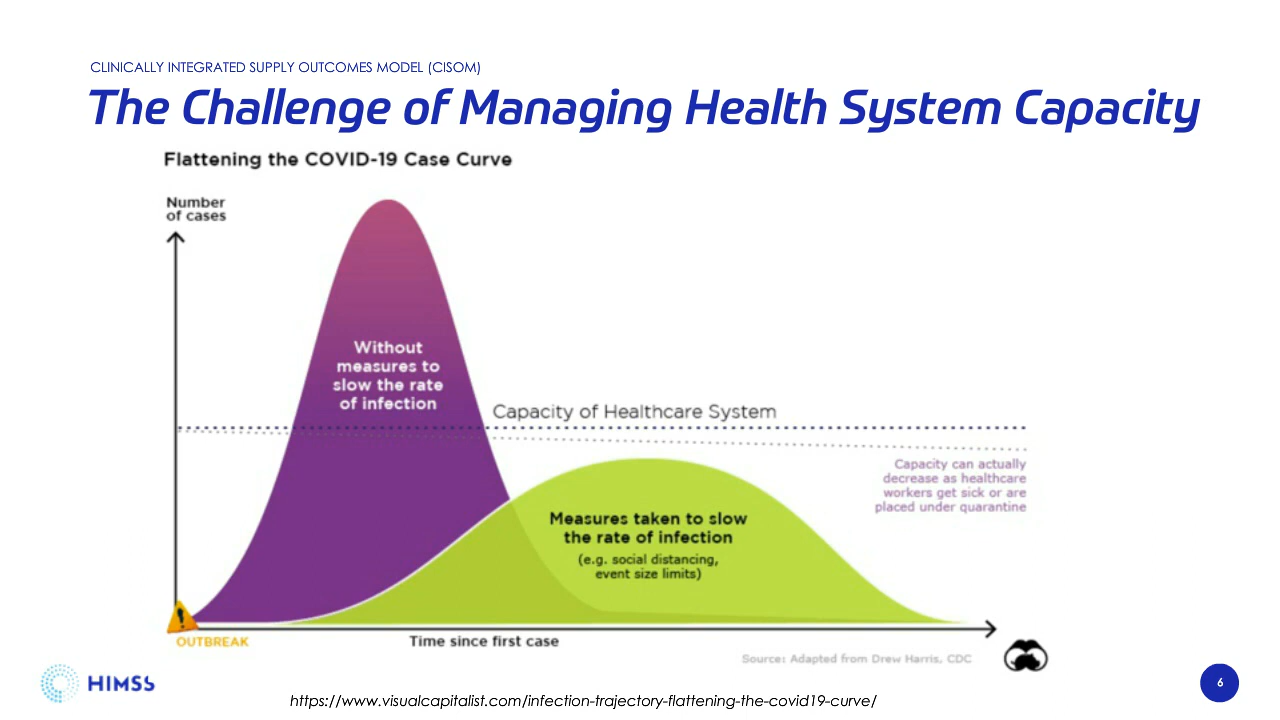 CLINICALLY INTEGRATED SUPPLY OUTCOMES MODEL (CISOM)
The Challenge of Managing Health System Capacity
Flattening the COVID-19 Case Curve
Number
of cases
Without
measures to
slow the rate
of infection
Capacity of Healthcare System
Capacity can actually
decrease as healthcare
workers get sick or are
placed under quarantine
Measures taken to slow
the rate of infection
(e.g. social distancing,
event size limits)
OUTBREAK
Time since first case
Source: Adapted from Drew Harris, CDC
HIMSS
https://www.visualcapitalist.com/infection-trajectory-flattening-the-covid19-curve/
6